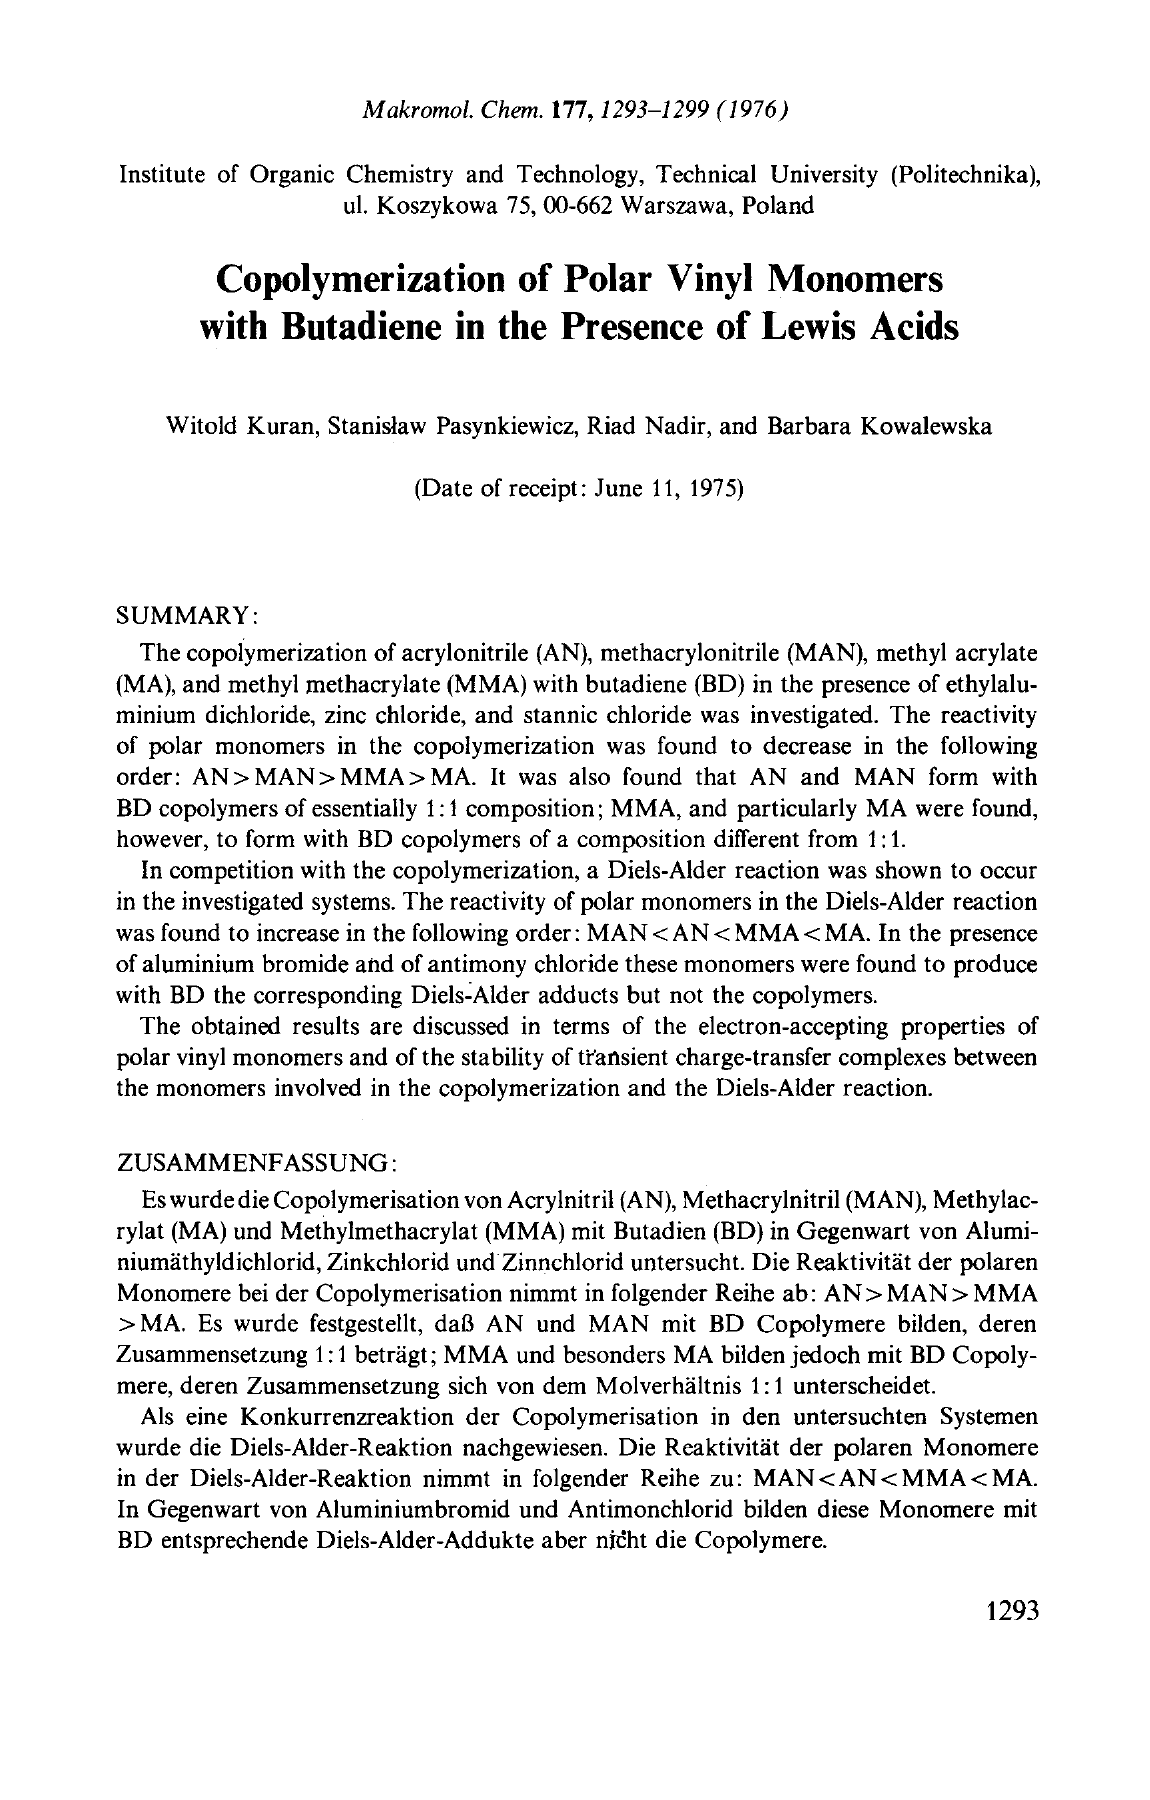 Makromol. Chem. 177, 1293–1299 (1976)
Institute of Organic Chemistry and Technology, Technical University (Politechnika),
ul. Koszykowa 75, 00-662 Warszawa, Poland
Copolymerization of Polar Vinyl Monomers
with Butadiene in the Presence of Lewis Acids
Witold Kuran, Stanisław Pasynkiewicz, Riad Nadir, and Barbara Kowalewska
(Date of receipt: June 11, 1975)
SUMMARY:
The copolymerization of acrylonitrile (AN), methacrylonitrile (MAN), methyl acrylate
(MA), and methyl methacrylate (MMA) with butadiene (BD) in the presence of ethylalu-
minium dichloride, zinc chloride, and stannic chloride was investigated. The reactivity
of polar monomers in the copolymerization was found to decrease in the following
order: AN>MAN>MMA>MA. It was also found that AN and MAN form with
BD copolymers of essentially 1:1 composition; MMA, and particularly MA were found,
however, to form with BD copolymers of a composition different from 1:1.
In competition with the copolymerization, a Diels-Alder reaction was shown to occur
in the investigated systems. The reactivity of polar monomers in the Diels-Alder reaction
was found to increase in the following order: MAN<AN<MMA<MA. In the presence
of aluminium bromide and of antimony chloride these monomers were found to produce
with BD the corresponding Diels-Alder adducts but not the copolymers.
The obtained results are discussed in terms of the electron-accepting properties of
polar vinyl monomers and of the stability of transient charge-transfer complexes between
the monomers involved in the copolymerization and the Diels-Alder reaction.
ZUSAMMENFASSUNG:
Es wurde die Copolymerisation von Acrylnitril (AN), Methacrylnitril (MAN), Methylac-
rylat (MA) und Methylmethacrylat (MMA) mit Butadien (BD) in Gegenwart von Alumi-
niumäthyldichlorid, Zinkchlorid und Zinnchlorid untersucht. Die Reaktivität der polaren
Monomere bei der Copolymerisation nimmt in folgender Reihe ab: AN>MAN>MMA
>MA. Es wurde festgestellt, daß AN und MAN mit BD Copolymere bilden, deren
Zusammensetzung 1:1 beträgt; MMA und besonders MA bilden jedoch mit BD Copoly-
mere, deren Zusammensetzung sich von dem Molverhältnis 1:1 unterscheidet.
Als eine Konkurrenzreaktion der Copolymerisation in den untersuchten Systemen
wurde die Diels-Alder-Reaktion nachgewiesen. Die Reaktivität der polaren Monomere
in der Diels-Alder-Reaktion nimmt in folgender Reihe zu: MAN<AN<MMA<MA.
In Gegenwart von Aluminiumbromid und Antimonchlorid bilden diese Monomere mit
BD entsprechende Diels-Alder-Addukte aber nicht die Copolymere.
1293